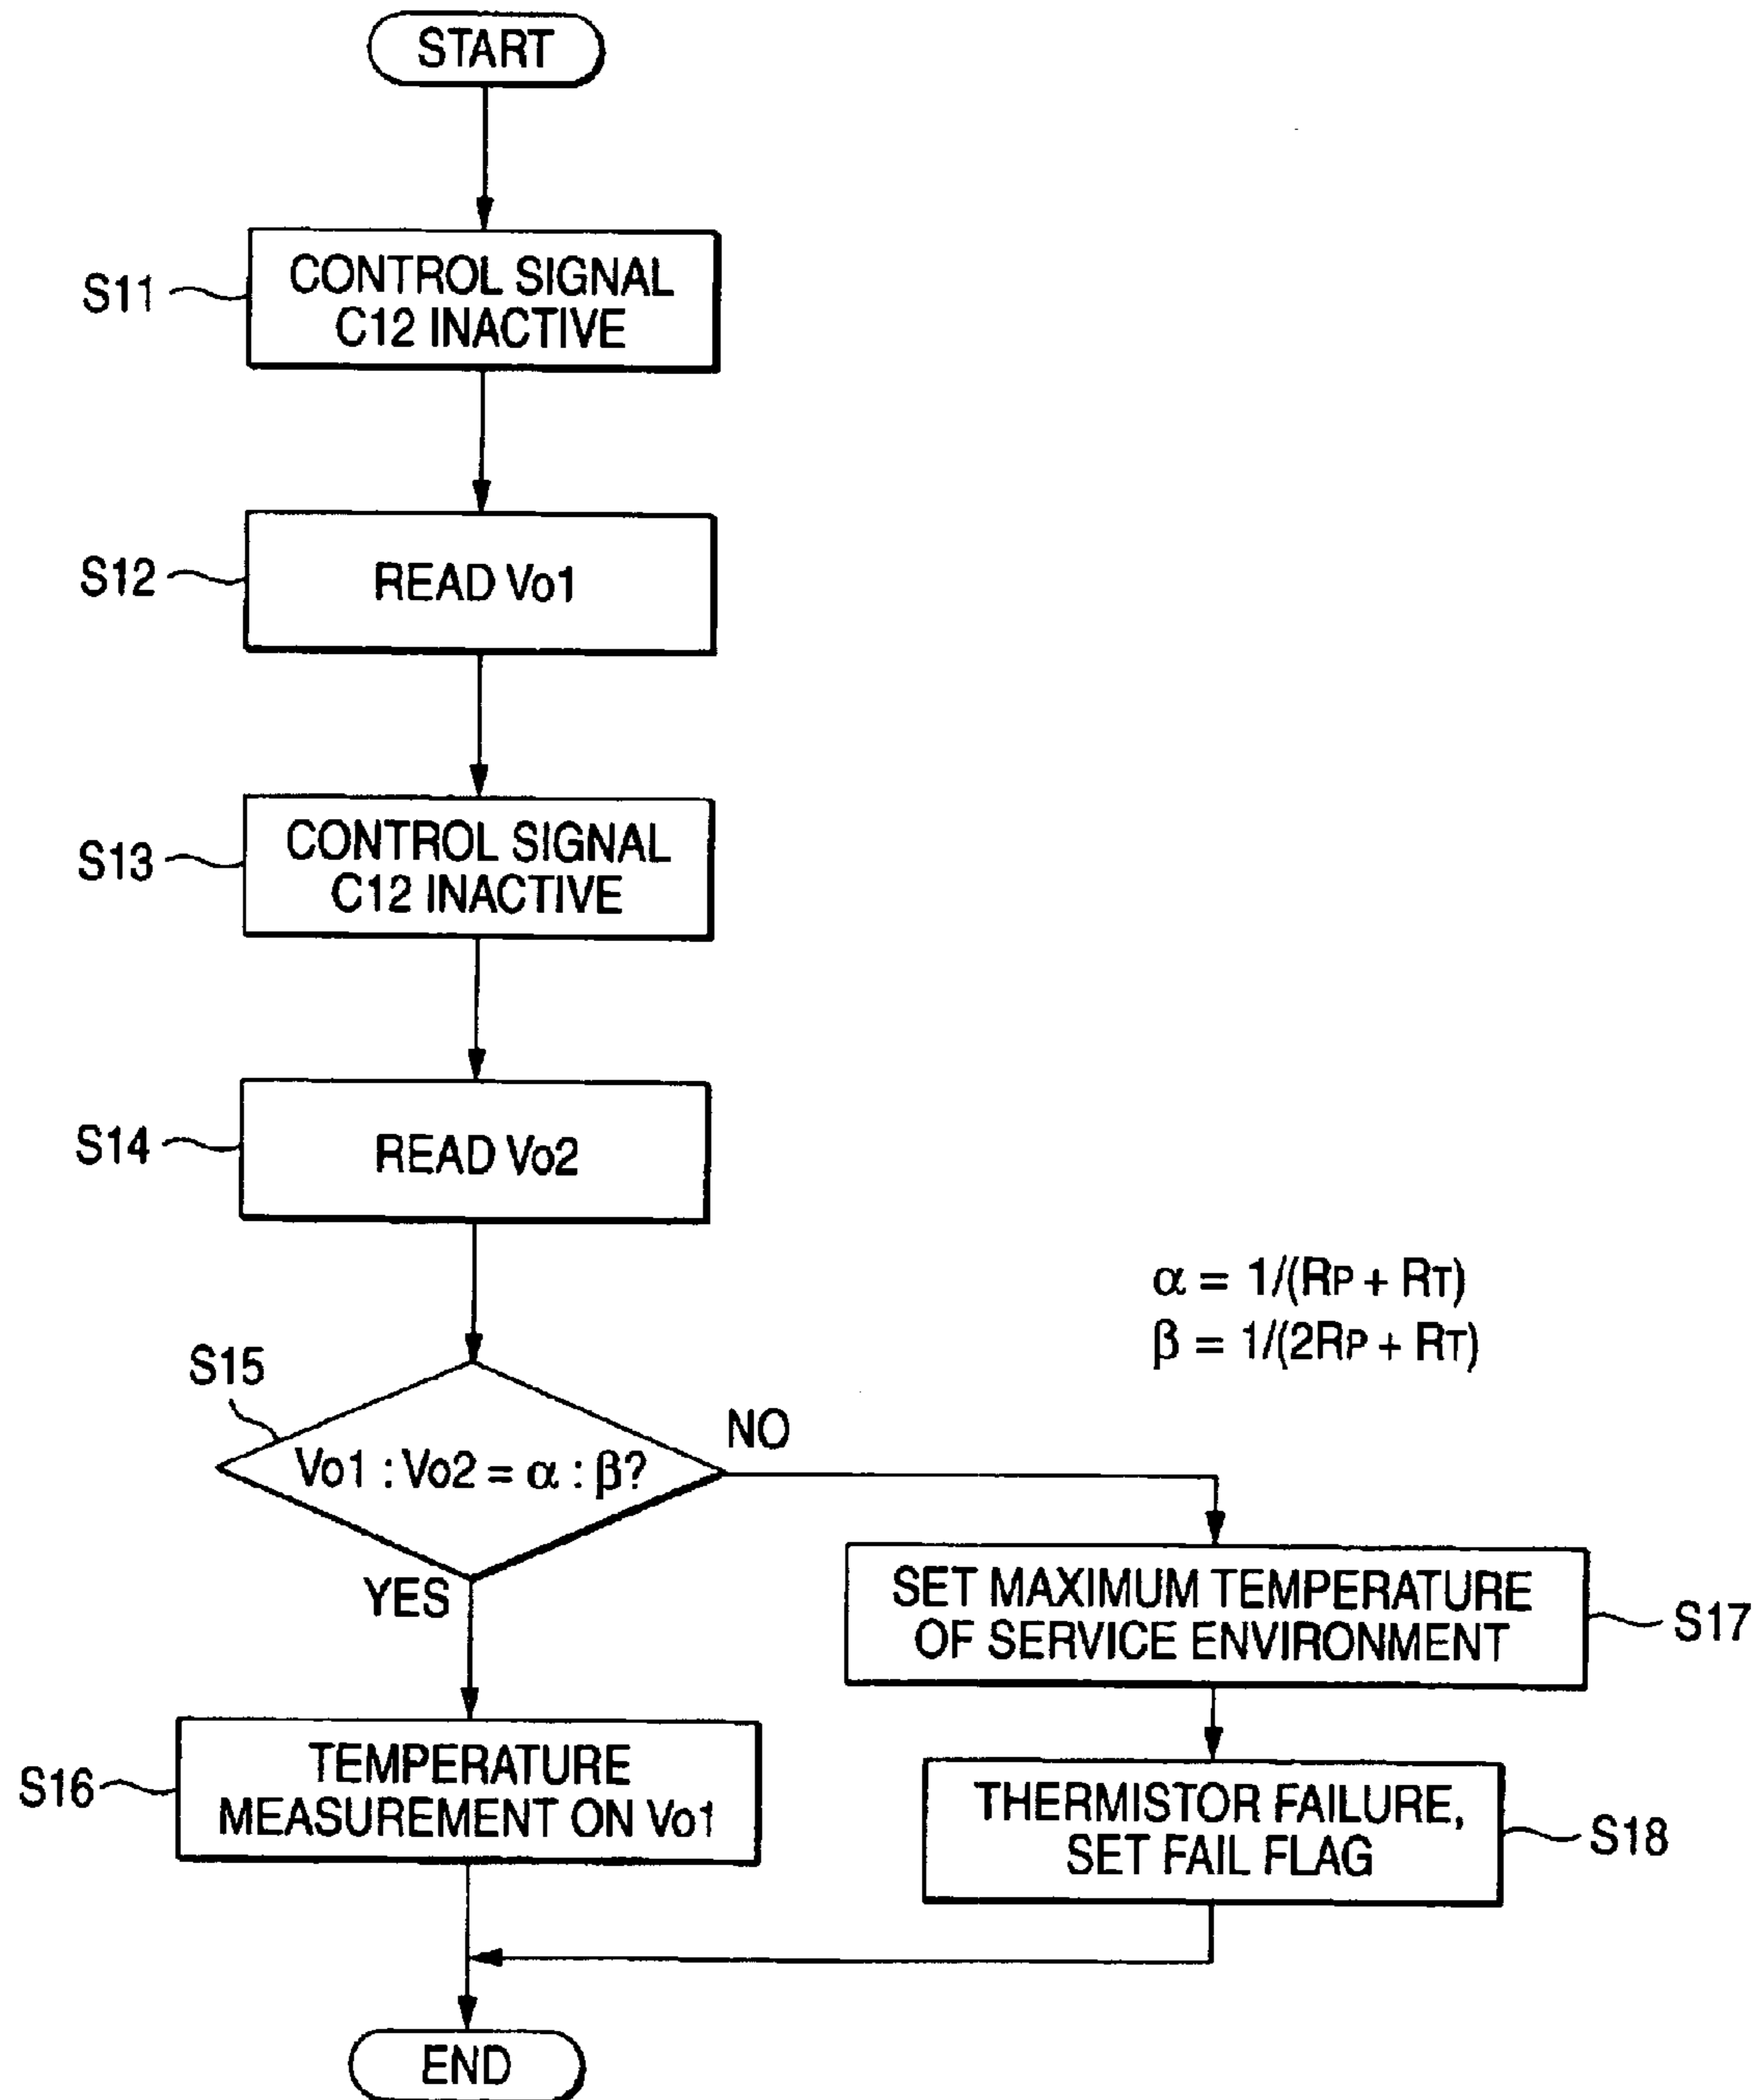 START
S11
CONTROL SIGNAL
C12 INACTIVE
S12
READ Vo1
S13
CONTROL SIGNAL
C12 INACTIVE
S14
READ Vo2
α = 1/(RP + RT)
β = 1/(2RP + RT)
S15
Vo1 : Vo2 = α : β?
NO
YES
SET MAXIMUM TEMPERATURE
OF SERVICE ENVIRONMENT
S17
S16
TEMPERATURE
MEASUREMENT ON Vo1
THERMISTOR FAILURE,
SET FAIL FLAG
S18
END